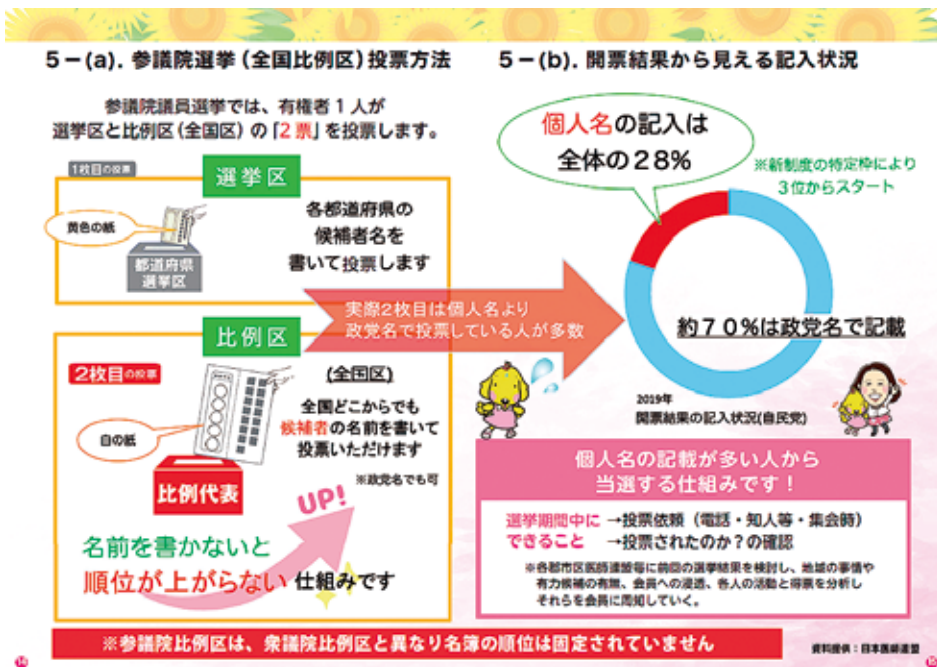 5-(a). 参議院選挙(全国比例区)投票方法
参議院議員選挙では、有権者1人が
選挙区と比例区(全国区)の「2票」を投票します。
1枚目の投票
選挙区
黄色の紙
都道府県
選挙区
各都道府県の
候補者名を
書いて投票します
実際2枚目は個人名より
政党名で投票している人が多数
比例区
2枚目の投票
白の紙
比例代表
(全国区)
全国どこからでも
候補者の名前を書いて
投票いただけます
※政党名でも可
UP!
名前を書かないと
順位が上がらない 仕組みです
5-(b). 開票結果から見える記入状況
個人名の記入は
全体の28%
※新制度の特定枠により
3位からスタート
約70%は政党名で記載
2019年
開票結果の記入状況(自民党)
個人名の記載が多い人から
当選する仕組みです!
選挙期間中に →投票依頼(電話・知人等・集会時)
できること →投票されたのか?の確認
※各郡市区医師連盟毎に前回の選挙結果を検討し、地域の事情や
有力候補の有無、会員への浸透、各人の活動と得票を分析し
それらを会員に周知していく。
※参議院比例区は、衆議院比例区と異なり名簿の順位は固定されていません
資料提供:日本医師連盟
14